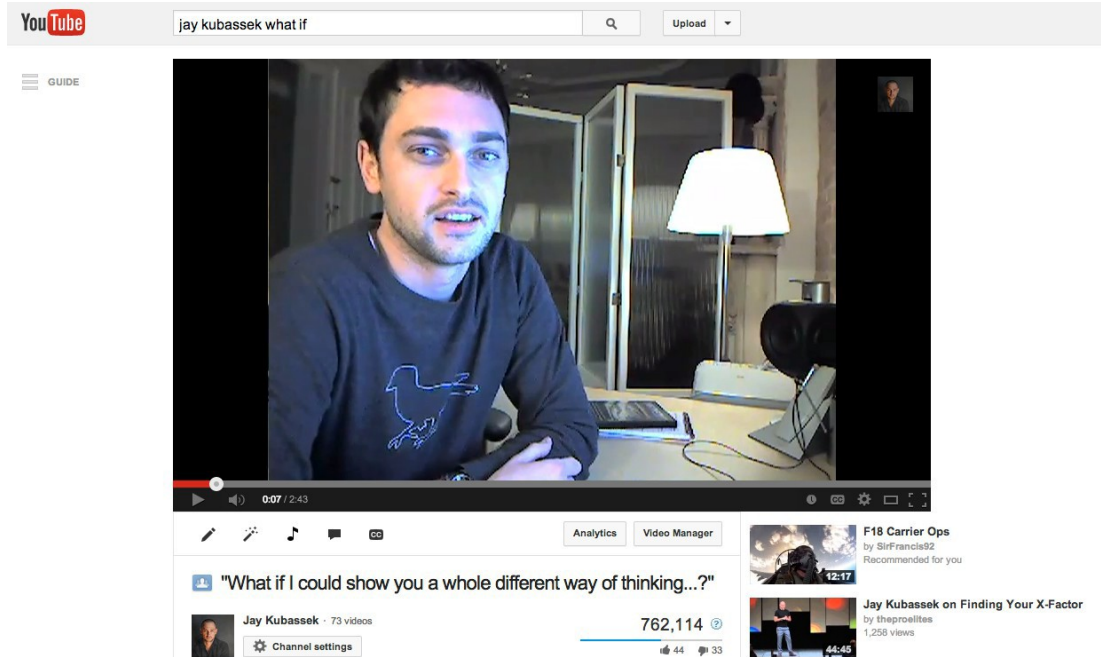 YouTube
jay kubassek what if
Upload
GUIDE
0:07 / 2:43
CC
CC
Analytics
Video Manager
"What if I could show you a whole different way of thinking...?"
Jay Kubassek · 73 videos
Channel settings
762,114 ?
44 33
F18 Carrier Ops
by SirFrancis92
Recommended for you
12:17
Jay Kubassek on Finding Your X-Factor
by theproelites
1,258 views
44:45